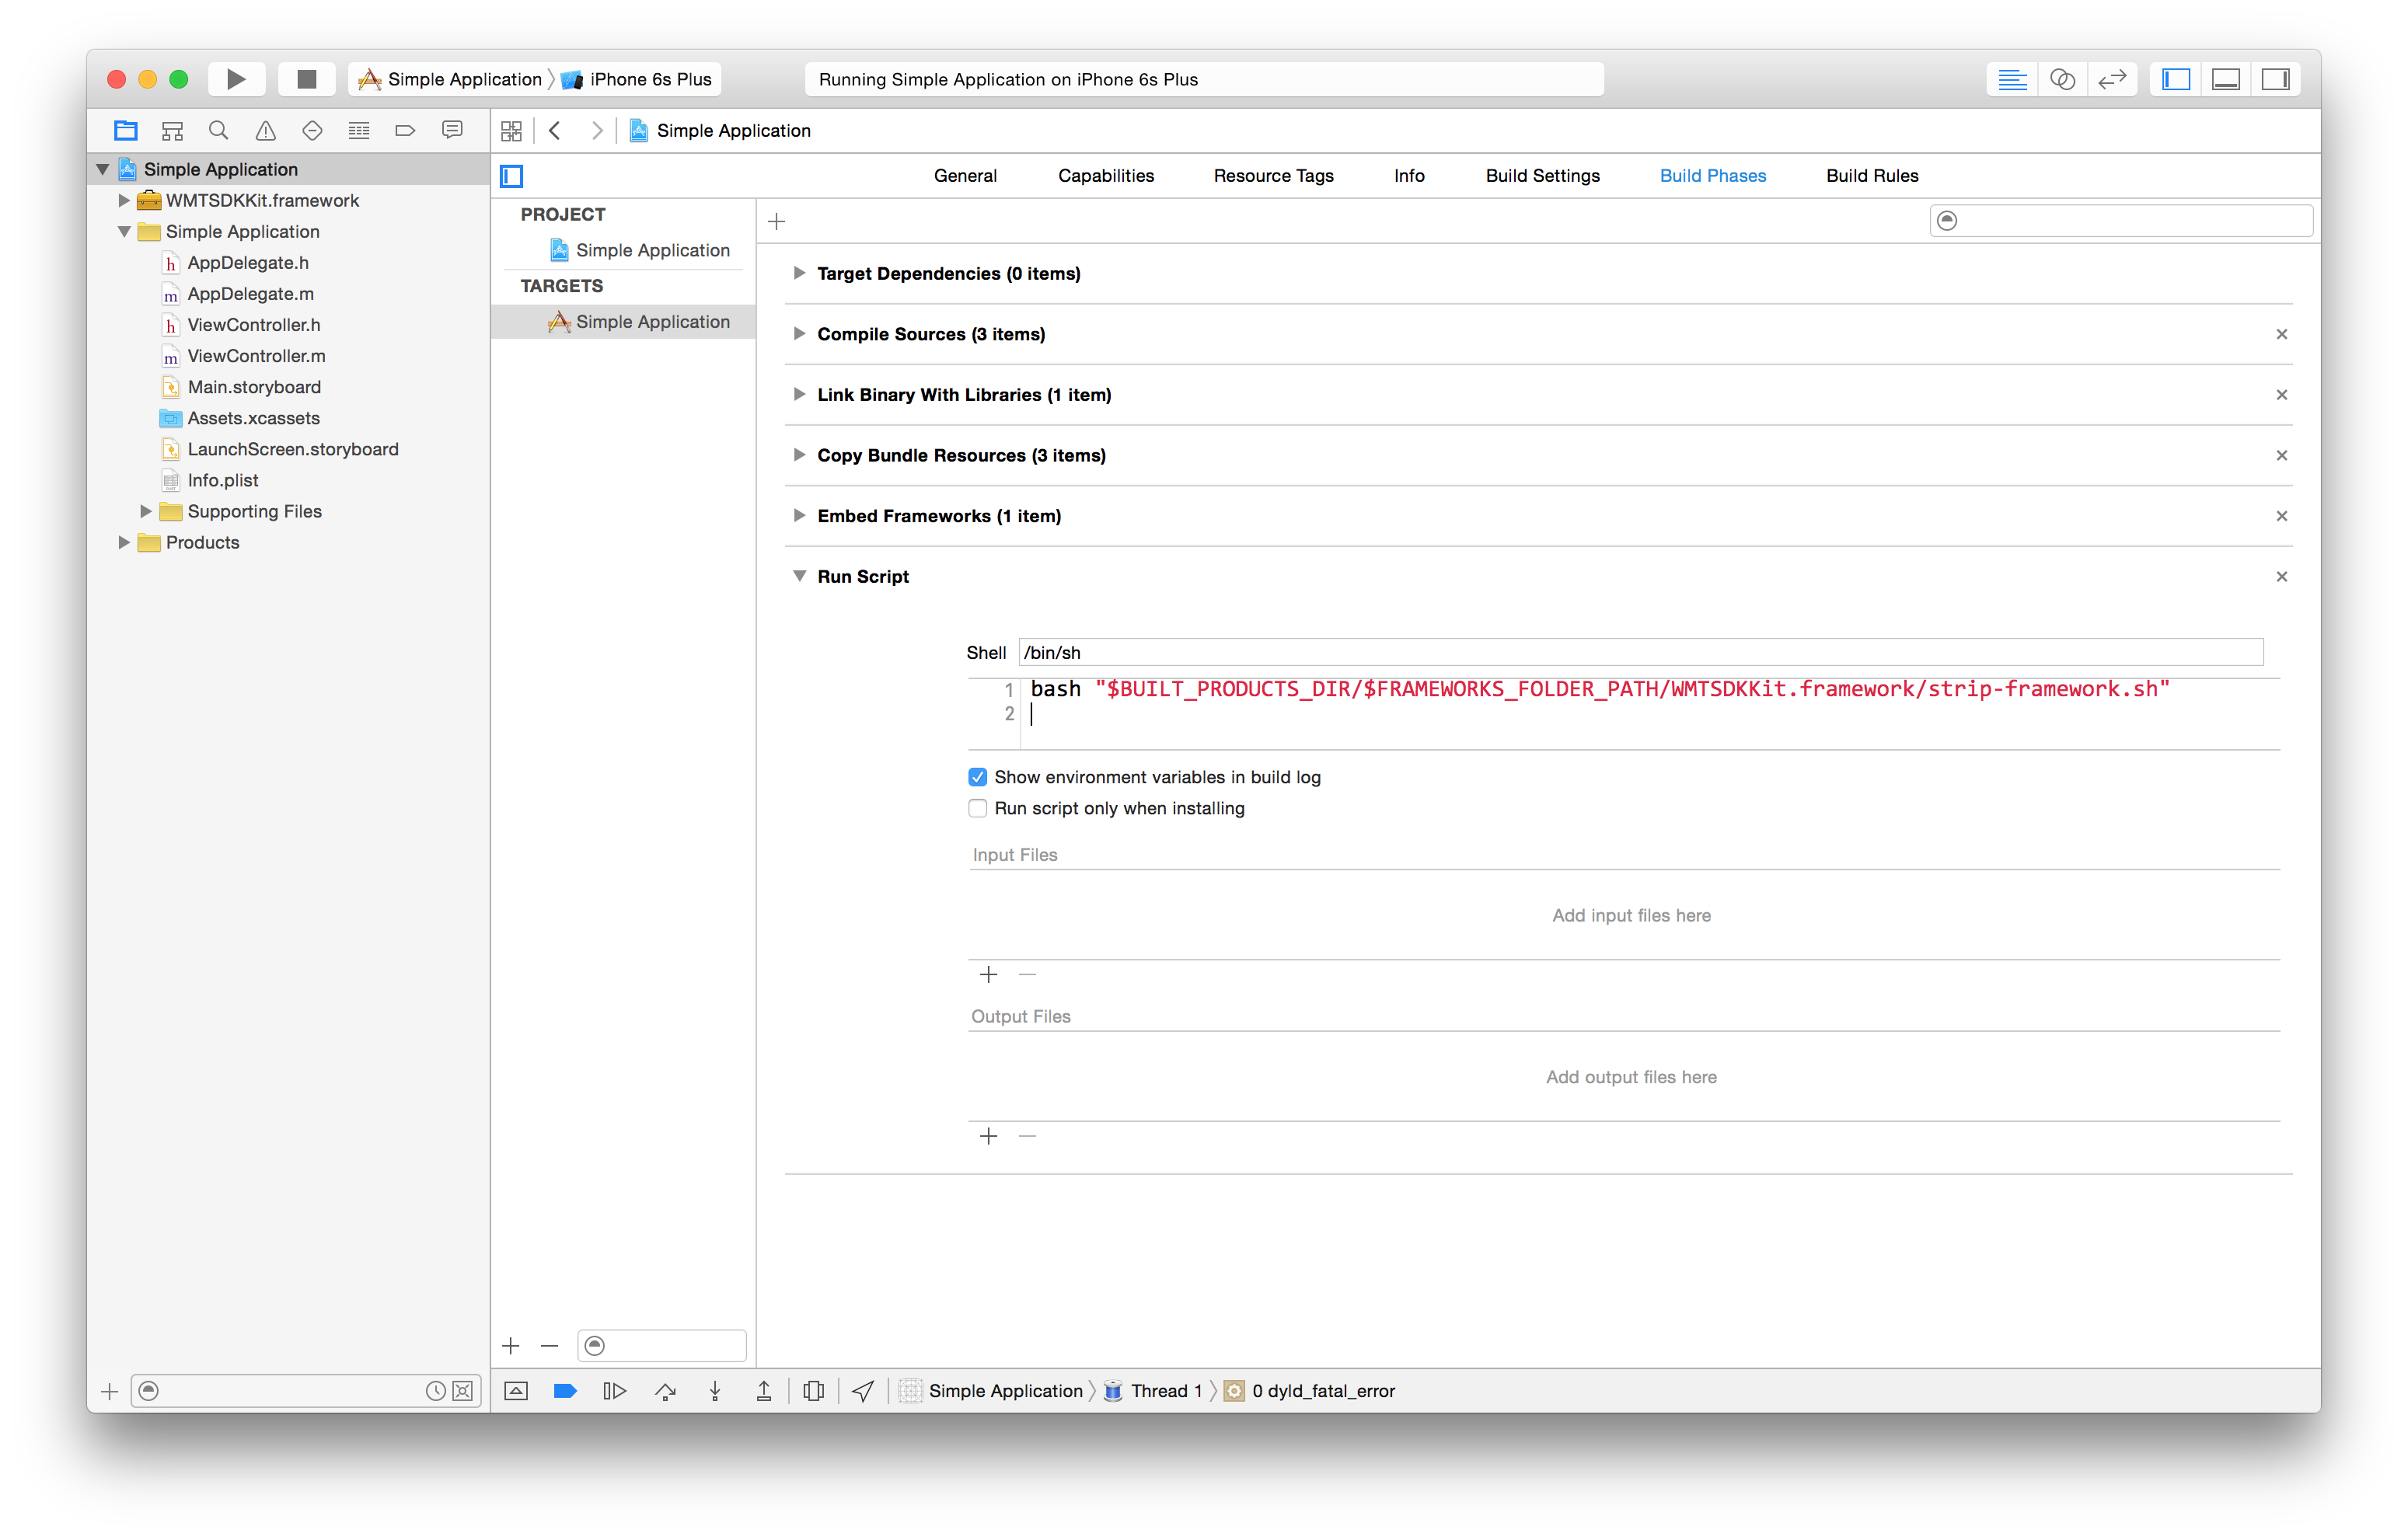 Simple Application
iPhone 6s Plus
Running Simple Application on iPhone 6s Plus
Simple Application
Simple Application
WMTSDKKit.framework
Simple Application
AppDelegate.h
AppDelegate.m
ViewController.h
ViewController.m
Main.storyboard
Assets.xcassets
LaunchScreen.storyboard
Info.plist
Supporting Files
Products
General
Capabilities
Resource Tags
Info
Build Settings
Build Phases
Build Rules
PROJECT
Simple Application
TARGETS
Simple Application
Target Dependencies (0 items)
Compile Sources (3 items)
Link Binary With Libraries (1 item)
Copy Bundle Resources (3 items)
Embed Frameworks (1 item)
Run Script
Shell /bin/sh
1 bash "$BUILT_PRODUCTS_DIR/$FRAMEWORKS_FOLDER_PATH/WMTSDKKit.framework/strip-framework.sh"
2
Show environment variables in build log
Run script only when installing
Input Files
Add input files here
Output Files
Add output files here
Simple Application
Thread 1
0 dyld_fatal_error